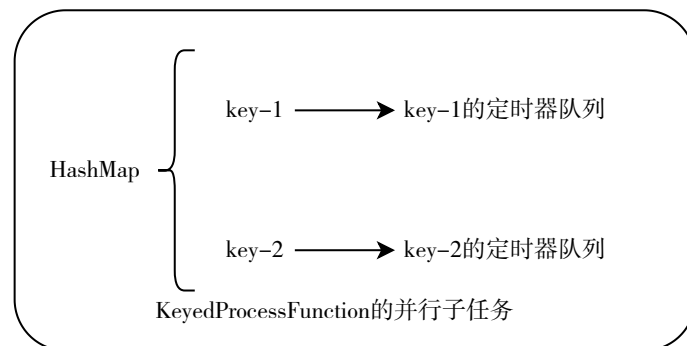 key-1 key-1的定时器队列
HashMap
key-2 key-2的定时器队列
KeyedProcessFunction的并行子任务